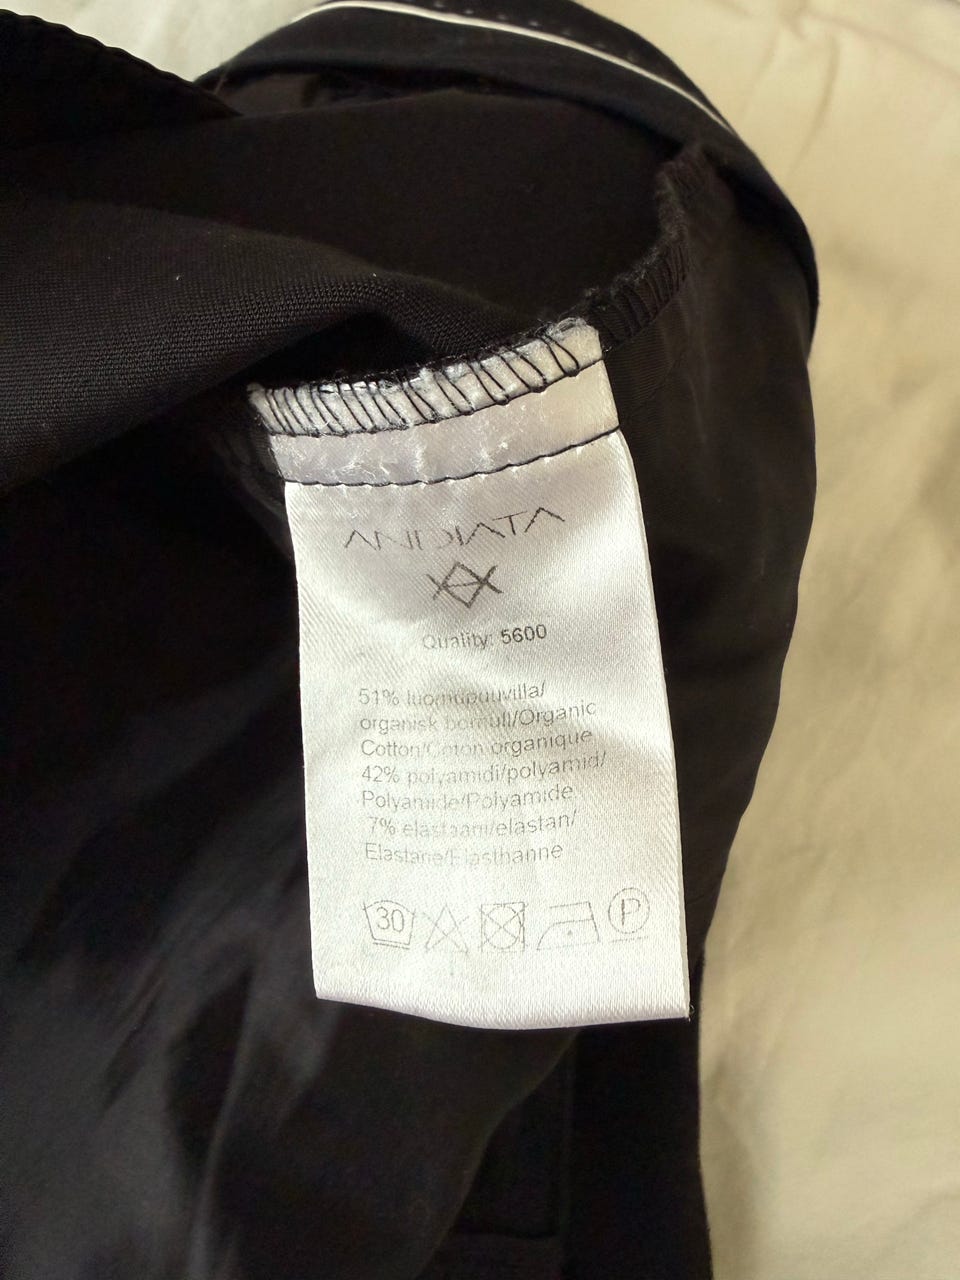 ANIDIATA
Quality: 5600
51% luomupuuvilla/
organisk bomull/Organic
Cotton/Coton organique
42% polyamidi/polyamid/
Polyamide/Polyamide
7% elastaani/elastan/
Elastane/Elasthanne
30 P